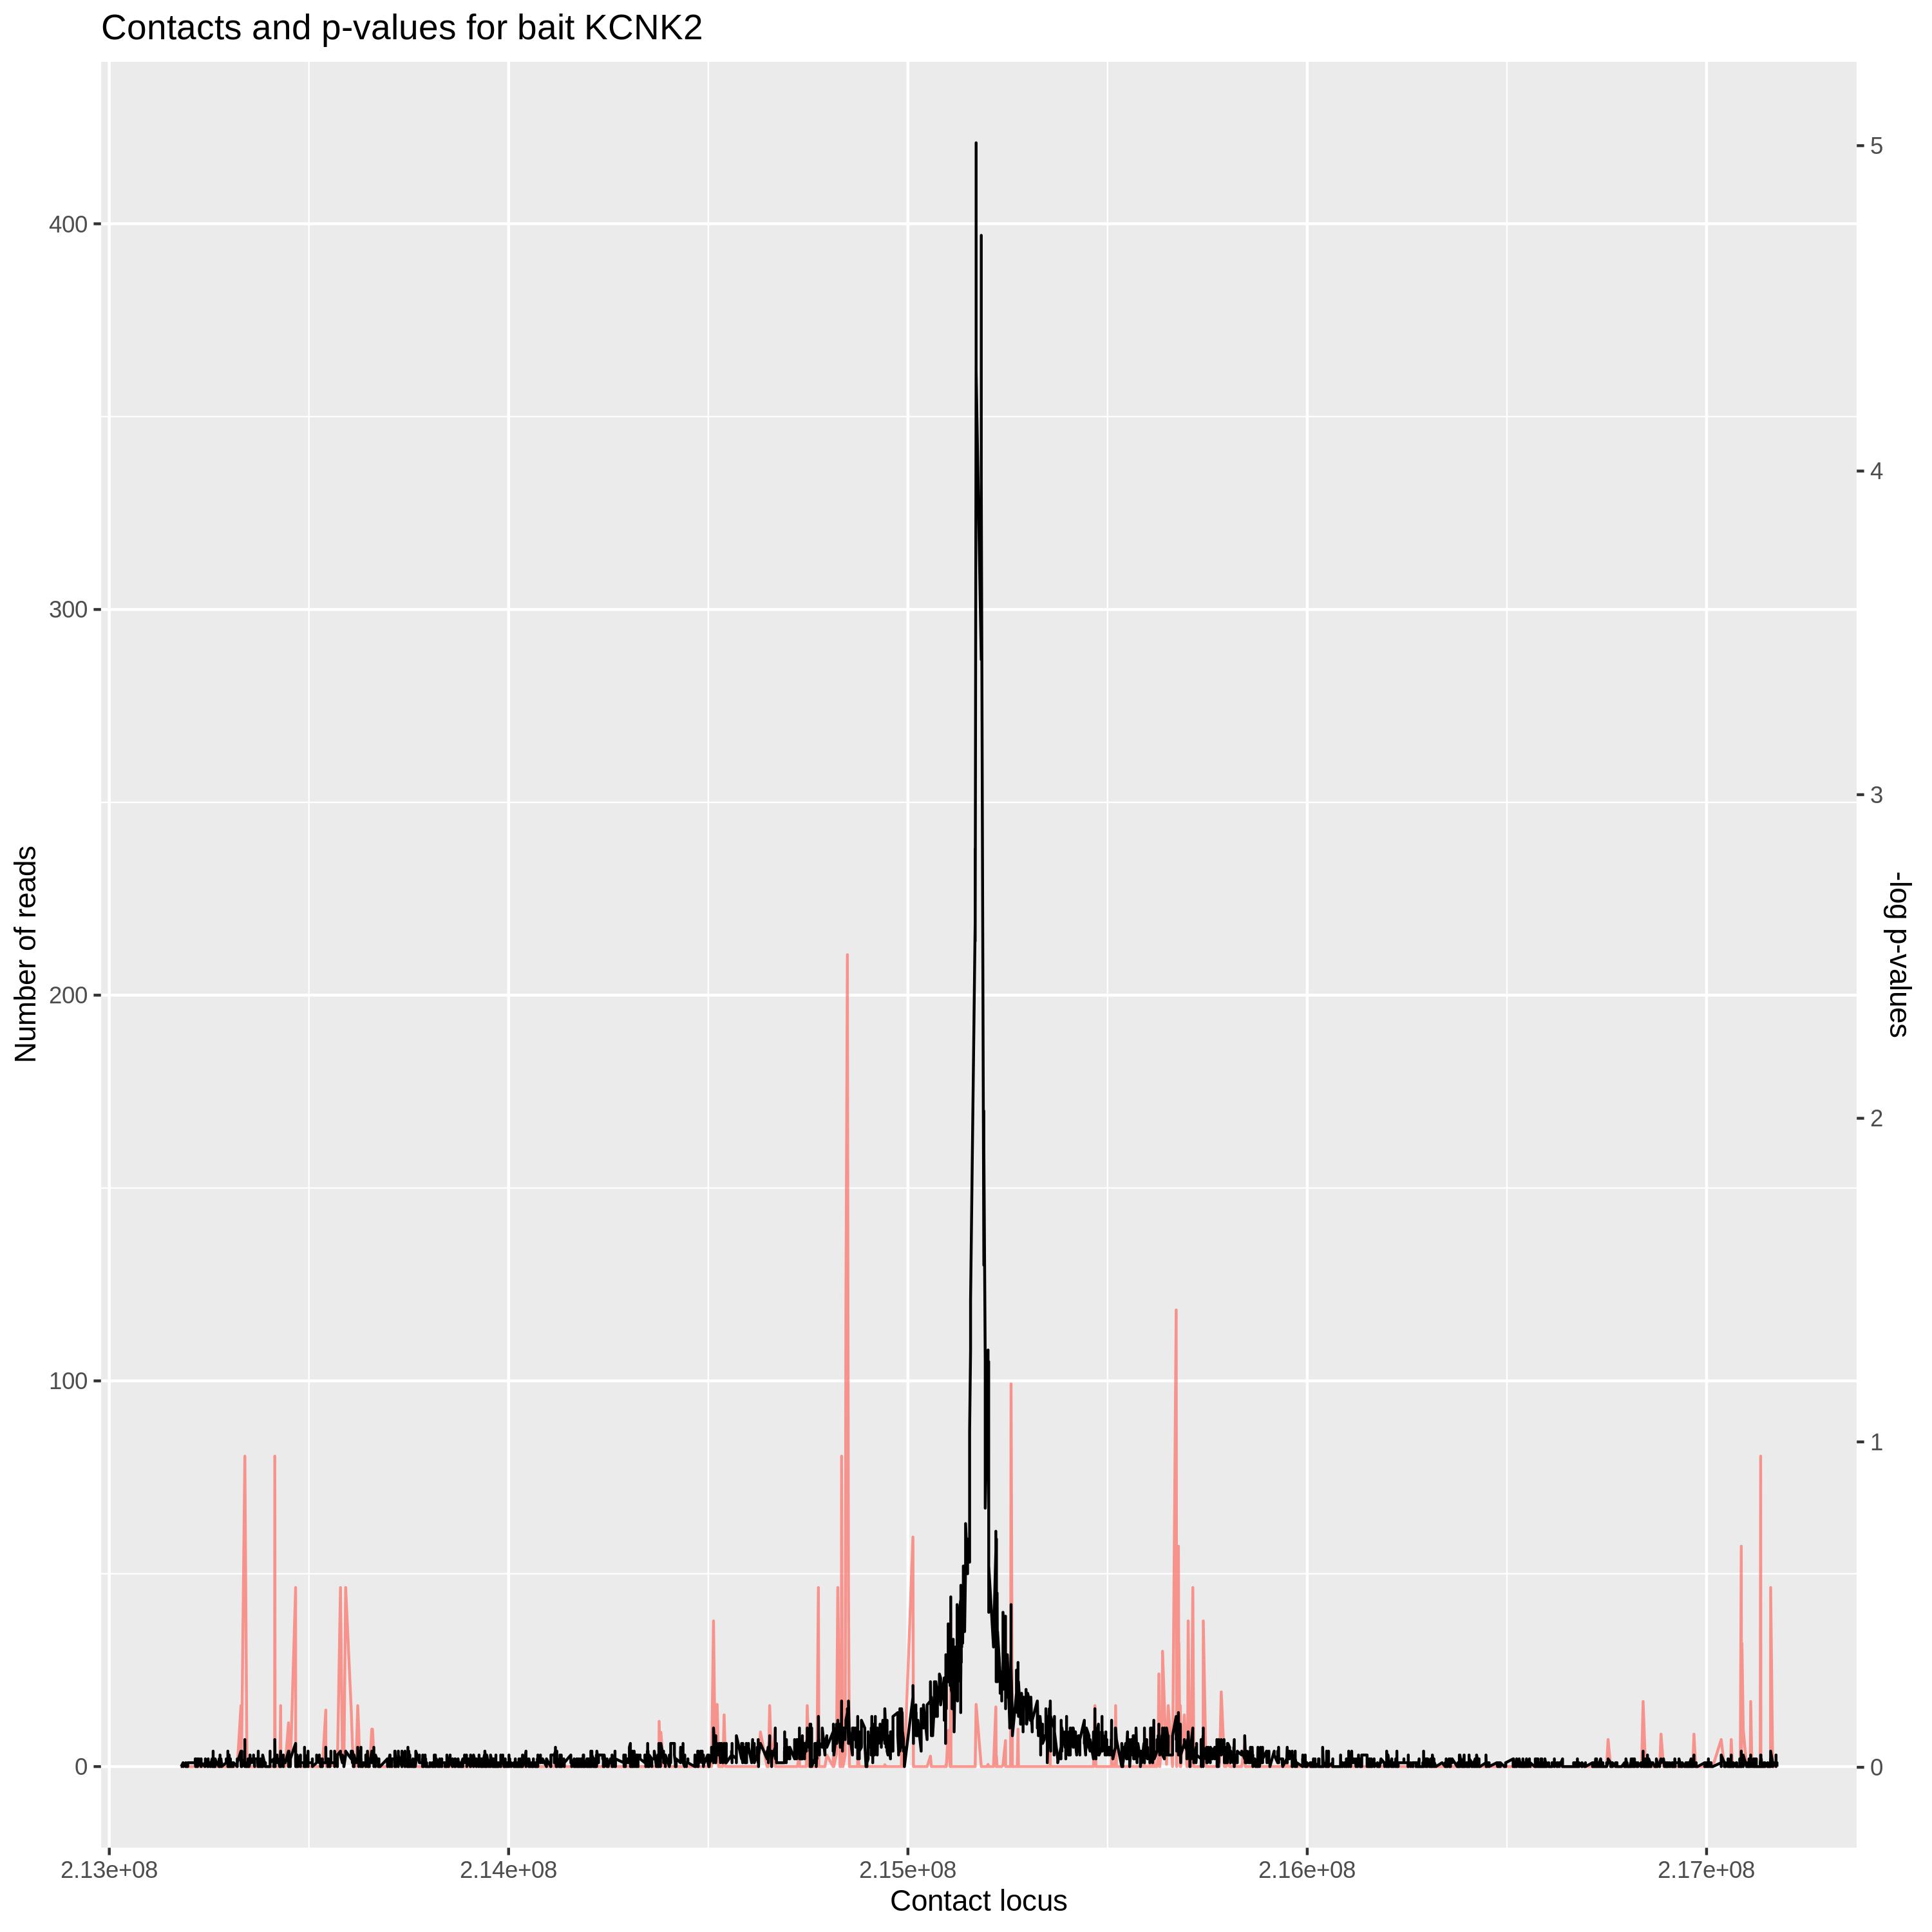 Contacts and p-values for bait KCNK2
400
300
200
100
0
Number of reads
5
4
3
2
1
0
-log p-values
2.13e+08
2.14e+08
2.15e+08
2.16e+08
2.17e+08
Contact locus